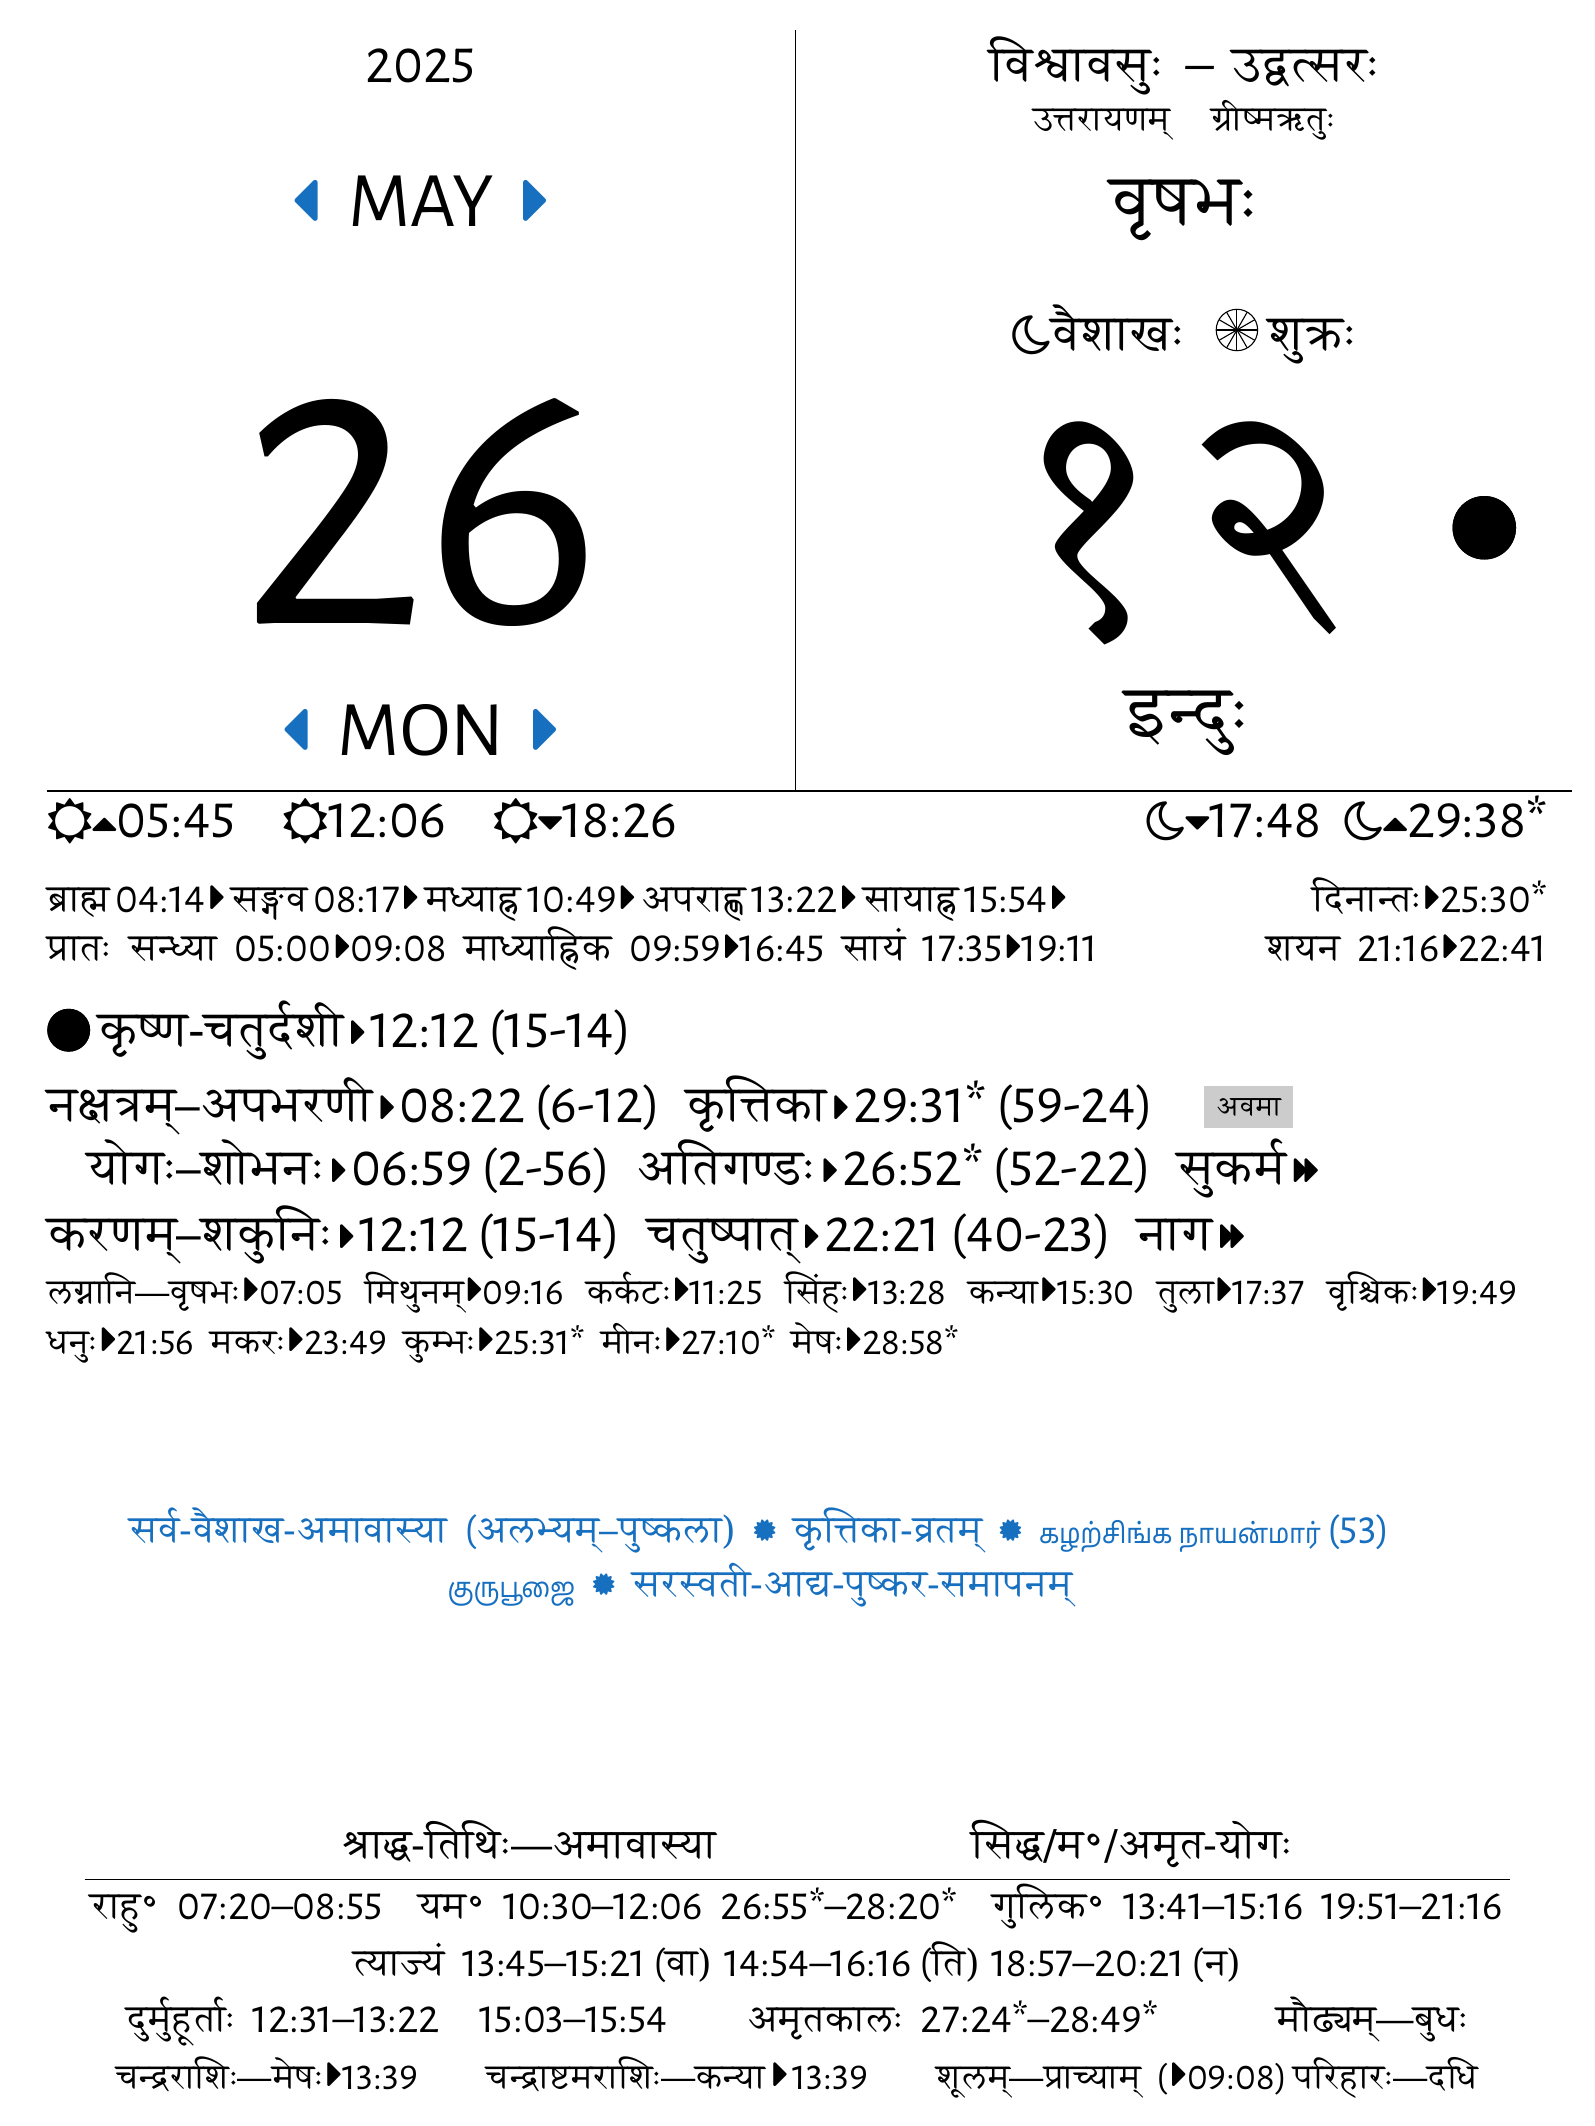 2025
MAY
26
MON
विश्वावसुः – उद्वत्सरः
उत्तरायणम् ग्रीष्मऋतुः
वृषभः
वैशाखः शुक्रः
१२
इन्दुः
05:45 12:06 18:26 17:48 29:38*
ब्राह्म 04:14 सङ्गव 08:17 मध्याह्न 10:49 अपराह्ण 13:22 सायाह्न 15:54 दिनान्तः 25:30*
प्रातः सन्ध्या 05:00 09:08 माध्याह्निक 09:59 16:45 सायं 17:35 19:11 शयन 21:16 22:41
कृष्ण-चतुर्दशी 12:12 (15-14)
नक्षत्रम्–अपभरणी 08:22 (6-12) कृत्तिका 29:31* (59-24) अवमा
योगः–शोभनः 06:59 (2-56) अतिगण्डः 26:52* (52-22) सुकर्म
करणम्–शकुनिः 12:12 (15-14) चतुष्पात् 22:21 (40-23) नाग
लग्नानि—वृषभः 07:05 मिथुनम् 09:16 कर्कटः 11:25 सिंहः 13:28 कन्या 15:30 तुला 17:37 वृश्चिकः 19:49
धनुः 21:56 मकरः 23:49 कुम्भः 25:31* मीनः 27:10* मेषः 28:58*
सर्व-वैशाख-अमावास्या (अलभ्यम्–पुष्कला) कृत्तिका-व्रतम् கழற்சிங்க நாயன்மார் (53)
குருபூஜை सरस्वती-आद्य-पुष्कर-समापनम्
श्राद्ध-तिथिः—अमावास्या सिद्ध/म°/अमृत-योगः
राहु° 07:20–08:55 यम° 10:30–12:06 26:55*–28:20* गुलिक° 13:41–15:16 19:51–21:16
त्याज्यं 13:45–15:21 (वा) 14:54–16:16 (ति) 18:57–20:21 (न)
दुर्मुहूर्ताः 12:31–13:22 15:03–15:54 अमृतकालः 27:24*–28:49* मौढ्यम्—बुधः
चन्द्रराशिः—मेषः 13:39 चन्द्राष्टमराशिः—कन्या 13:39 शूलम्—प्राच्याम् ( 09:08) परिहारः—दधि